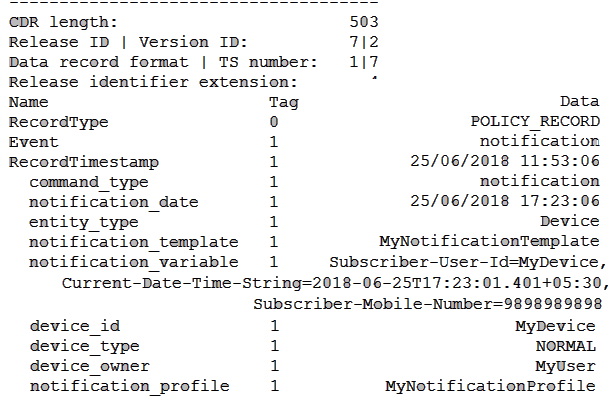 -------------------------------------
CDR length: 503
Release ID | Version ID: 7|2
Data record format | TS number: 1|7
Release identifier extension:
Name Tag Data
RecordType 0 POLICY_RECORD
Event 1 notification
RecordTimestamp 1 25/06/2018 11:53:06
command_type 1 notification
notification_date 1 25/06/2018 17:23:06
entity_type 1 Device
notification_template 1 MyNotificationTemplate
notification_variable 1 Subscriber-User-Id=MyDevice,
Current-Date-Time-String=2018-06-25T17:23:01.401+05:30,
Subscriber-Mobile-Number=9898989898
device_id 1 MyDevice
device_type 1 NORMAL
device_owner 1 MyUser
notification_profile 1 MyNotificationProfile